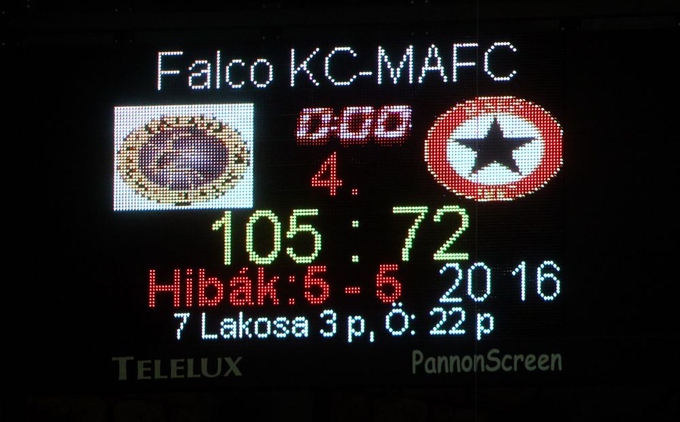 Falco KC-MAFC
0:00
4.
105 : 72
Hibák:5 - 5 20 16
7 Lakosa 3 p, Ö: 22 p
TELELUX PannonScreen